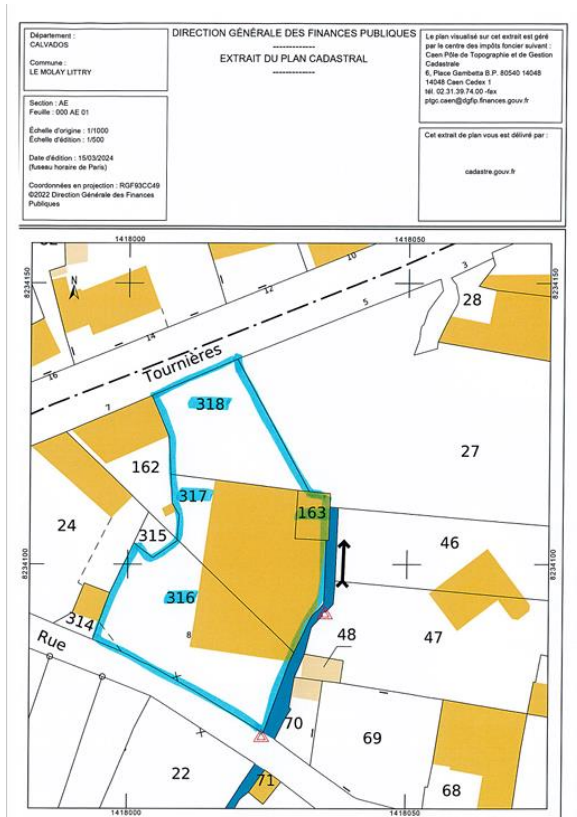 Département :
CALVADOS
Commune :
LE MOLAY LITTRY
Section : AE
Feuille : 000 AE 01
Échelle d'origine : 1/1000
Échelle d'édition : 1/500
Date d'édition : 15/03/2024
(fuseau horaire de Paris)
Coordonnées en projection : RGF93CC49
©2022 Direction Générale des Finances
Publiques
DIRECTION GÉNÉRALE DES FINANCES PUBLIQUES
-------------
EXTRAIT DU PLAN CADASTRAL
-------------
Le plan visualisé sur cet extrait est géré
par le centre des impôts foncier suivant :
Caen Pôle de Topographie et de Gestion
Cadastrale
6, Place Gambetta B.P. 80540 14048
14048 Caen Cedex 1
tél. 02.31.39.74.00 -fax
ptgc.caen@dgfip.finances.gouv.fr
Cet extrait de plan vous est délivré par :
cadastre.gouv.fr
1418000
1418050
8234150
8234150
N
10
3
12
5
28
14
16
Tournières
7
318
27
162
317
163
24
315
46
8234100
8234100
316
314
8
48
47
Rue
70
69
22
71
68
1418000
1418050